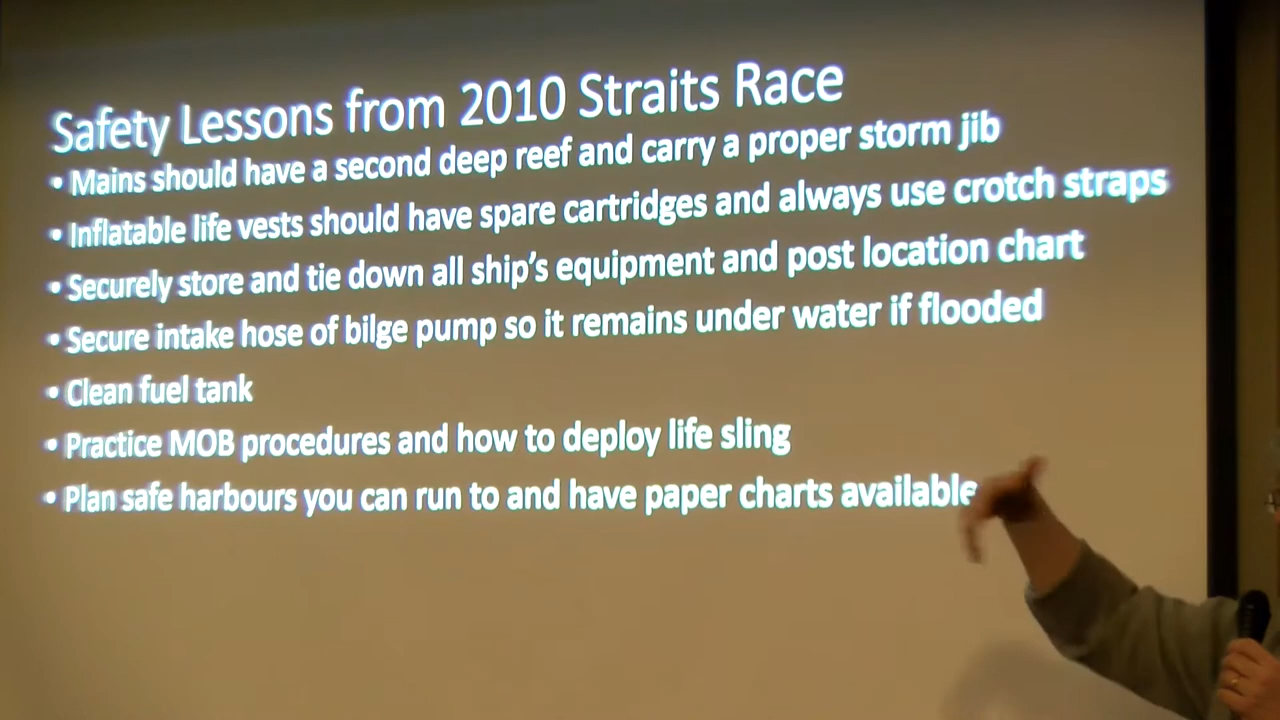 Safety Lessons from 2010 Straits Race
• Mains should have a second deep reef and carry a proper storm jib
• Inflatable life vests should have spare cartridges and always use crotch straps
• Securely store and tie down all ship's equipment and post location chart
• Secure intake hose of bilge pump so it remains under water if flooded
• Clean fuel tank
• Practice MOB procedures and how to deploy life sling
• Plan safe harbours you can run to and have paper charts available